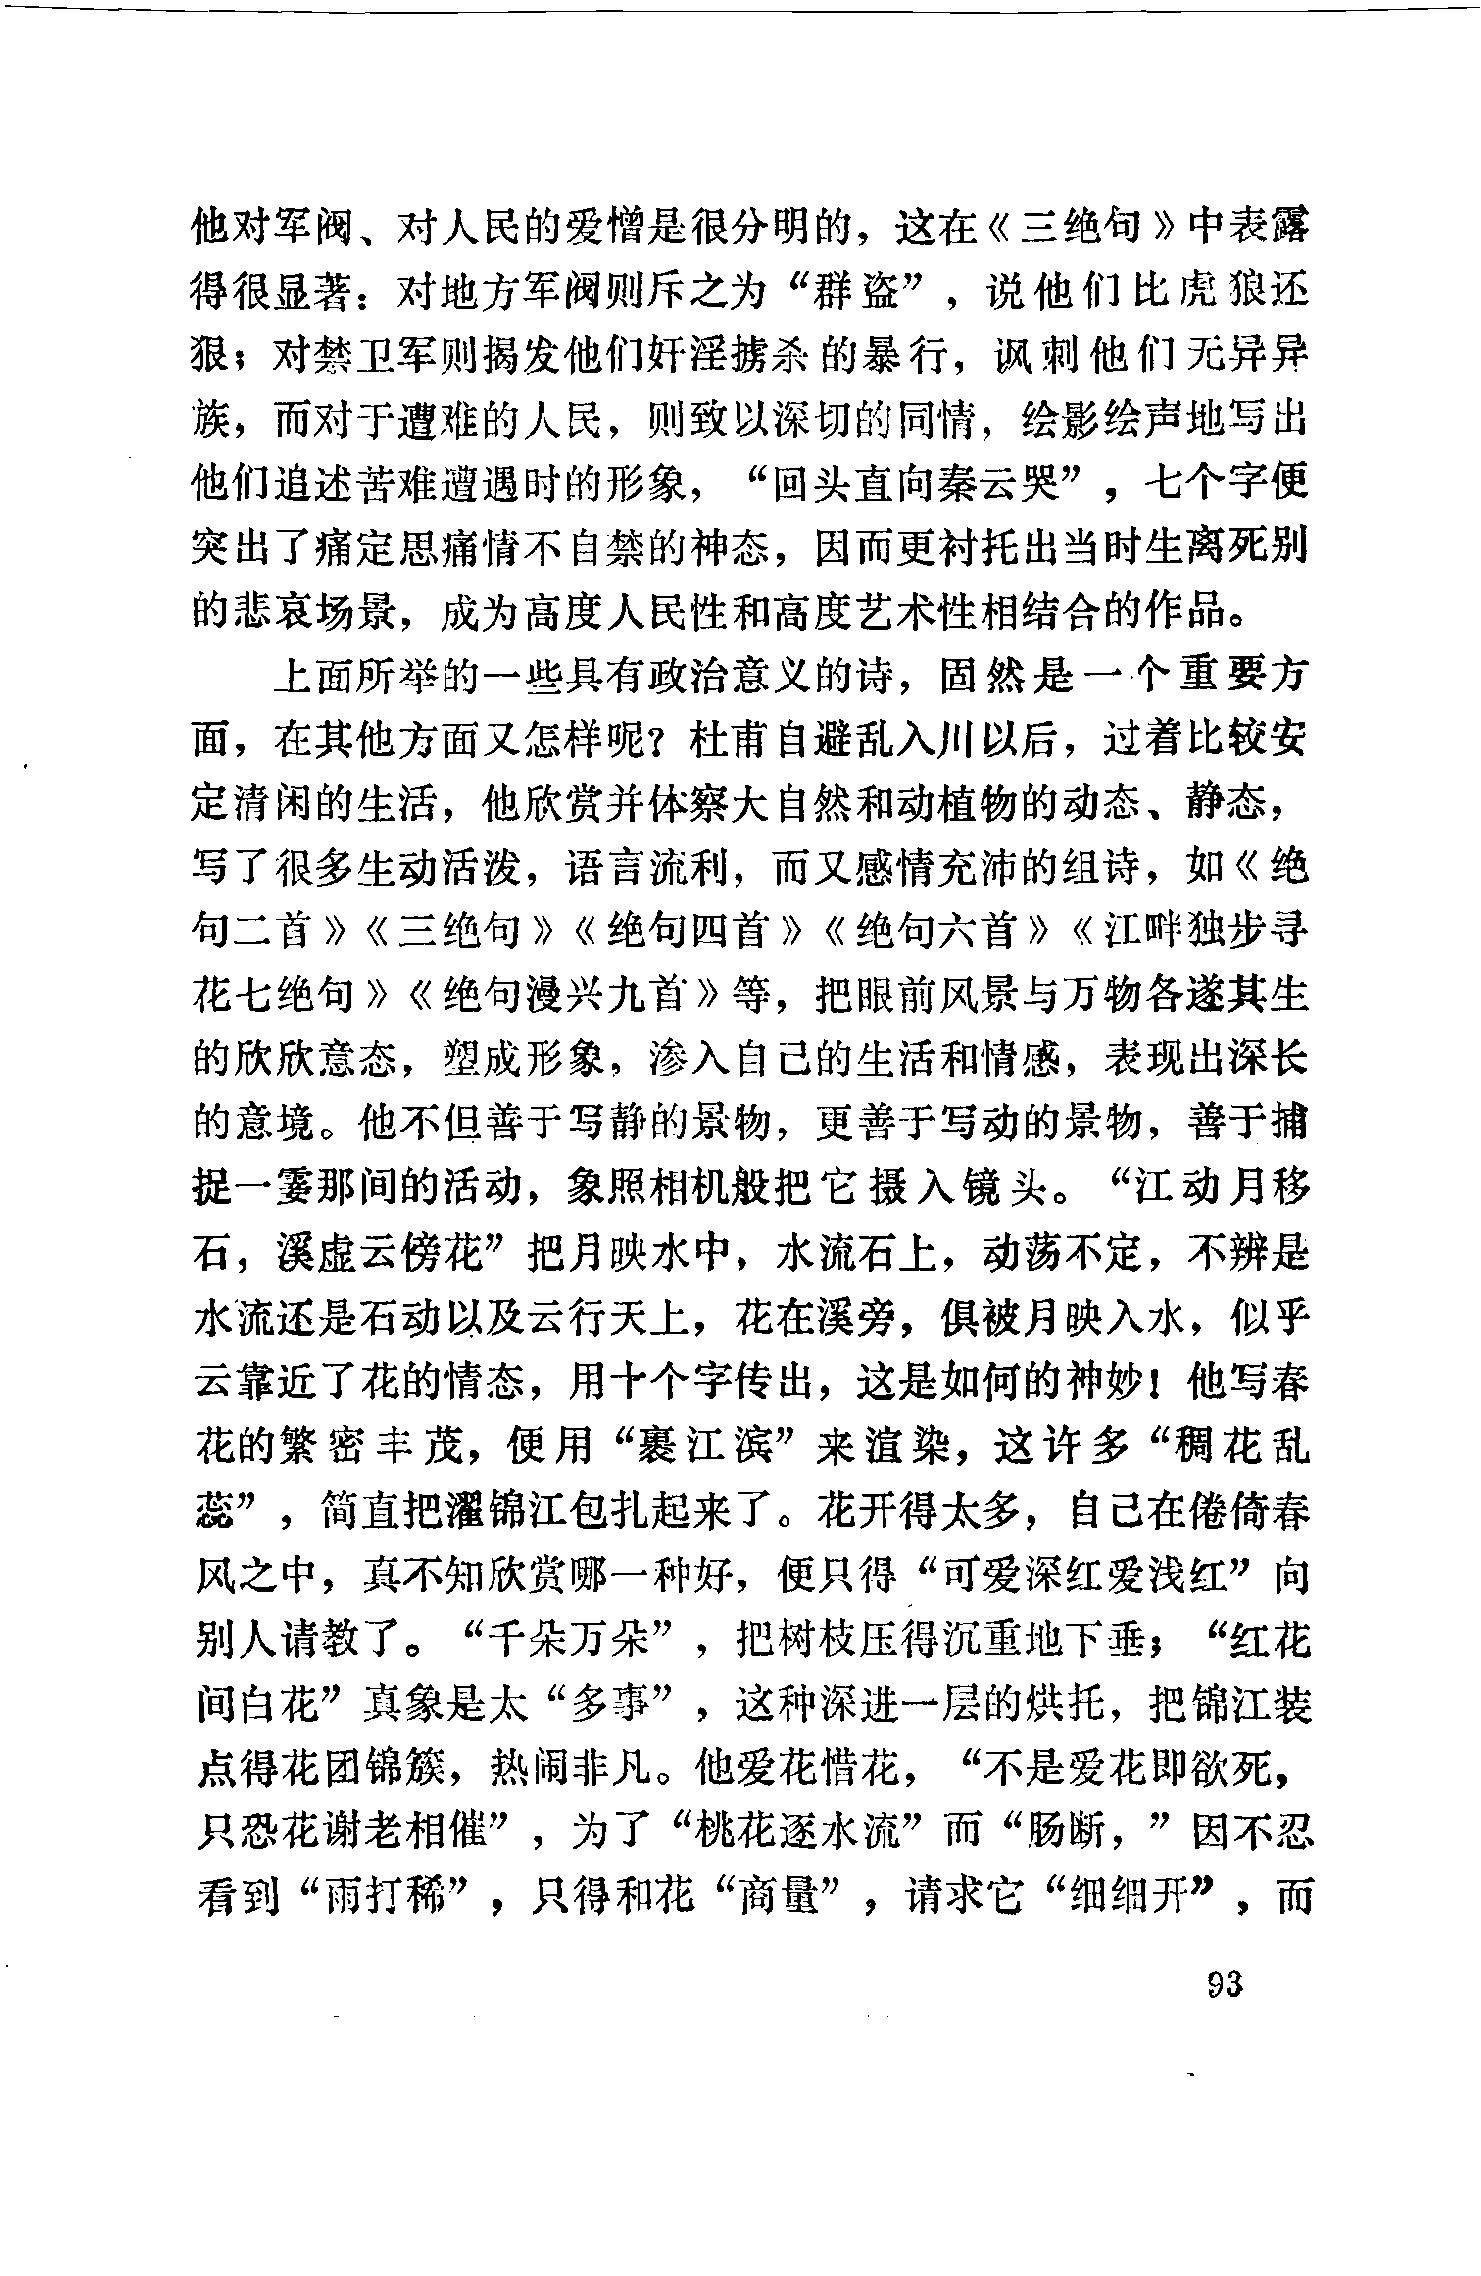 他对军阀、对人民的爱憎是很分明的，这在《三绝句》中表露
得很显著：对地方军阀则斥之为“群盗”，说他们比虎狼还
狠；对禁卫军则揭发他们奸淫掳杀的暴行，讽刺他们无异异
族，而对于遭难的人民，则致以深切的同情，绘影绘声地写出
他们追述苦难遭遇时的形象，“回头直向秦云哭”，七个字便
突出了痛定思痛情不自禁的神态，因而更衬托出当时生离死别
的悲哀场景，成为高度人民性和高度艺术性相结合的作品。
上面所举的一些具有政治意义的诗，固然是一个重要方
面，在其他方面又怎样呢？杜甫自避乱入川以后，过着比较安
定清闲的生活，他欣赏并体察大自然和动植物的动态、静态，
写了很多生动活泼，语言流利，而又感情充沛的组诗，如《绝
句二首》《三绝句》《绝句四首》《绝句六首》《江畔独步寻
花七绝句》《绝句漫兴九首》等，把眼前风景与万物各遂其生
的欣欣意态，塑成形象，渗入自己的生活和情感，表现出深长
的意境。他不但善于写静的景物，更善于写动的景物，善于捕
捉一霎那间的活动，象照相机般把它摄入镜头。“江动月移
石，溪虚云傍花”把月映水中，水流石上，动荡不定，不辨是
水流还是石动以及云行天上，花在溪旁，俱被月映入水，似乎
云靠近了花的情态，用十个字传出，这是如何的神妙！他写春
花的繁密丰茂，便用“裹江滨”来渲染，这许多“稠花乱
蕊”，简直把濯锦江包扎起来了。花开得太多，自己在倦倚春
风之中，真不知欣赏哪一种好，便只得“可爱深红爱浅红”向
别人请教了。“千朵万朵”，把树枝压得沉重地下垂；“红花
间白花”真象是太“多事”，这种深进一层的烘托，把锦江装
点得花团锦簇，热闹非凡。他爱花惜花，“不是爱花即欲死，
只恐花谢老相催”，为了“桃花逐水流”而“肠断，”因不忍
看到“雨打稀”，只得和花“商量”，请求它“细细开”，而
93